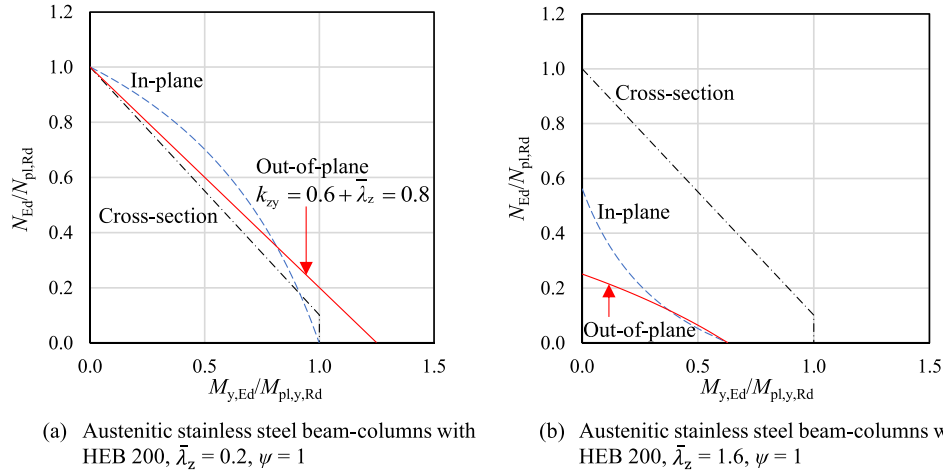 1.0
0.8
0.6
0.4
0.2
0.0
N_Ed/N_pl,Rd
In-plane
Out-of-plane
k_zy = 0.6 + λ̄_z = 0.8
Cross-section
0.0 0.5 1.0 1.5
M_y,Ed/M_pl,y,Rd
(a) Austenitic stainless steel beam-columns with
HEB 200, λ̄_z = 0.2, ψ = 1
1.0
0.8
0.6
0.4
0.2
0.0
N_Ed/N_pl,Rd
Cross-section
In-plane
Out-of-plane
0.0 0.5 1.0 1.5
M_y,Ed/M_pl,y,Rd
(b) Austenitic stainless steel beam-columns w
HEB 200, λ̄_z = 1.6, ψ = 1